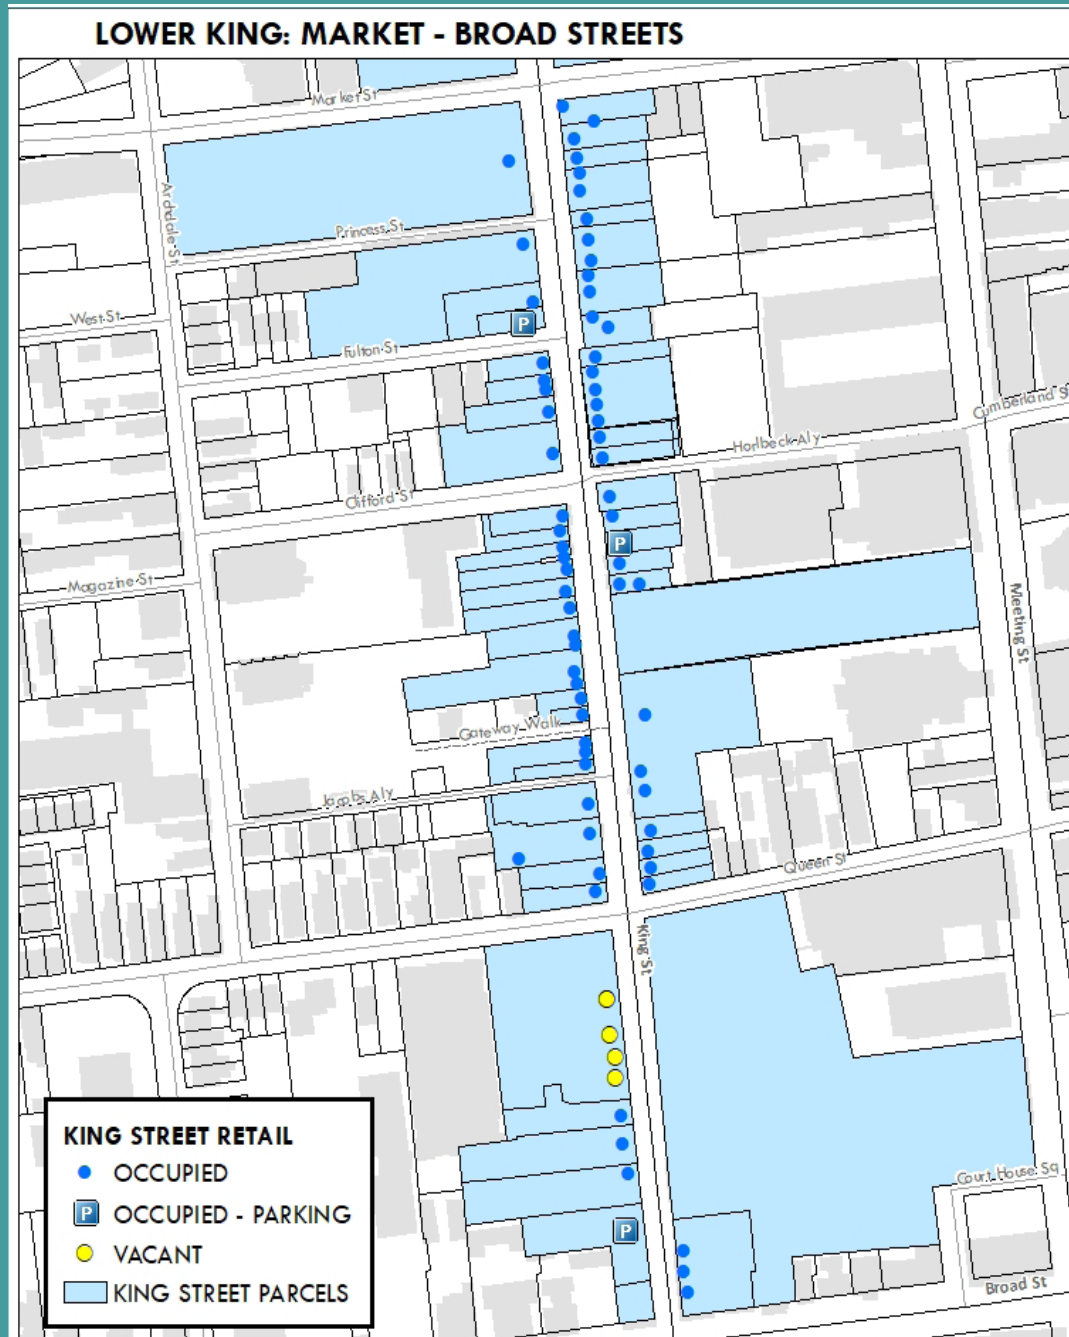 LOWER KING: MARKET - BROAD STREETS
Market St
Archdale St
Princess St
West St
Fulton St
Cumberland St
Horlbeck Aly
Clifford St
Magazine St
Meeting St
Gateway Walk
Jacobs Aly
Queen St
King St
P
P
P
Court House Sq
Broad St
KING STREET RETAIL
OCCUPIED
P OCCUPIED - PARKING
VACANT
KING STREET PARCELS